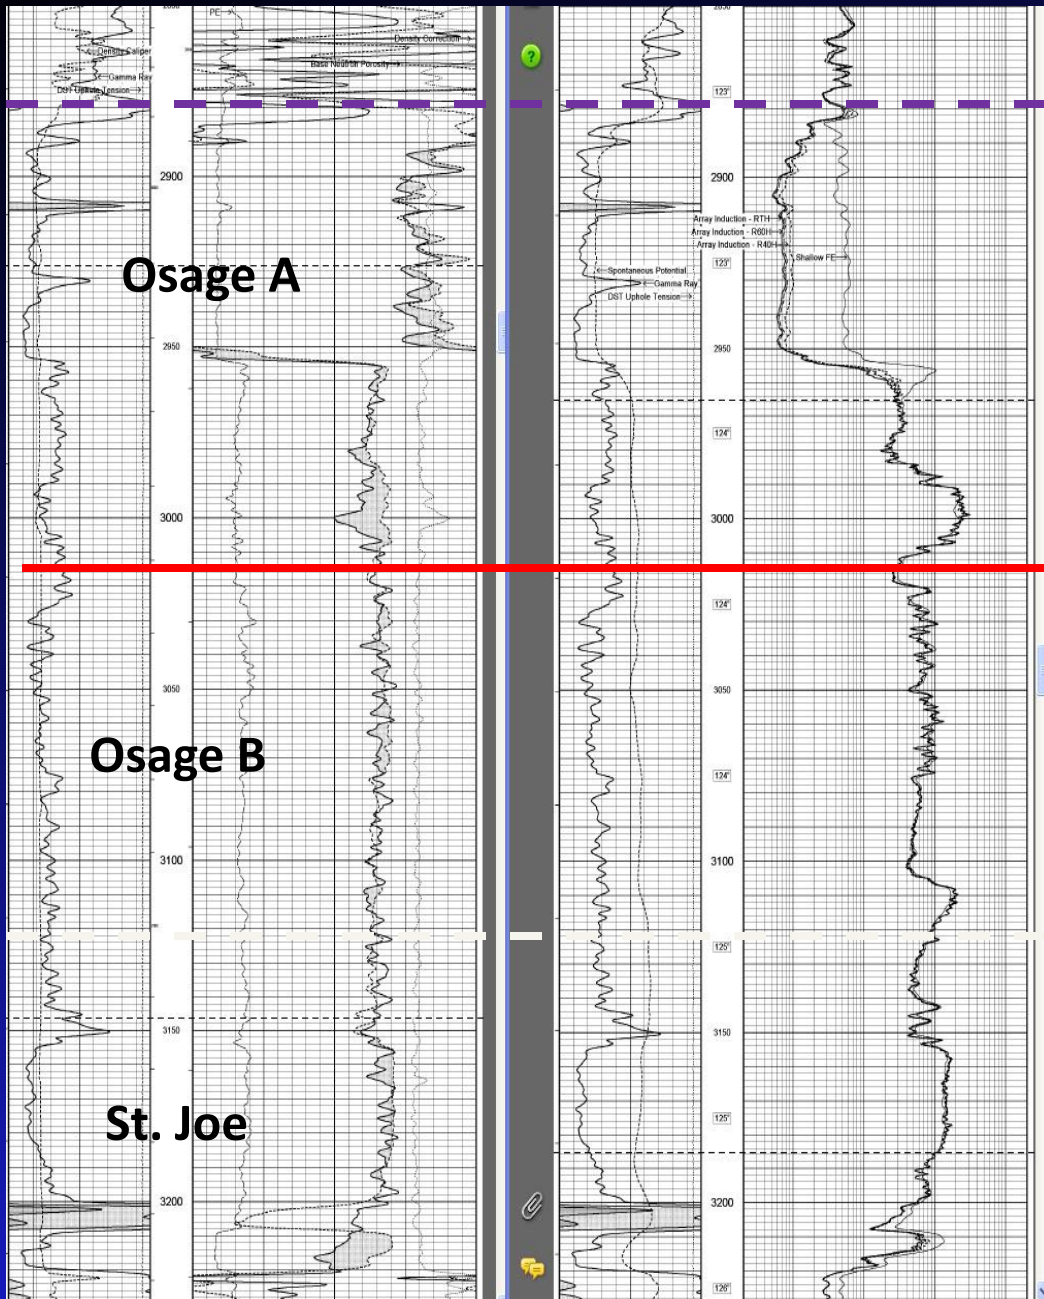 PE
Density Correction
Density Caliper
Base Neutron Porosity
Gamma Ray
DST Uphole Tension
2900
Osage A
2950
3000
3050
Osage B
3100
3150
St. Joe
3200
?
123°
2900
Array Induction - RTH
Array Induction - R60H
Array Induction - R40H
Shallow FE
123°
Spontaneous Potential
Gamma Ray
DST Uphole Tension
2950
124°
3000
124°
3050
124°
3100
125°
3150
125°
3200
126°